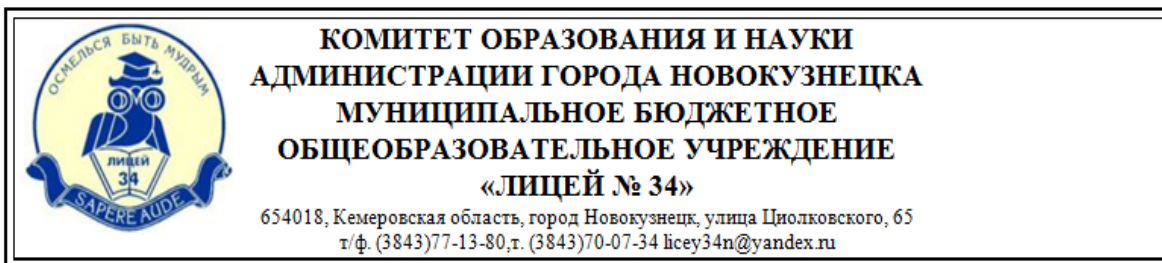 ОСМЕЛЬСЯ БЫТЬ МУДРЫМ
ЛИЦЕЙ
34
SAPERE AUDE
КОМИТЕТ ОБРАЗОВАНИЯ И НАУКИ
АДМИНИСТРАЦИИ ГОРОДА НОВОКУЗНЕЦКА
МУНИЦИПАЛЬНОЕ БЮДЖЕТНОЕ
ОБЩЕОБРАЗОВАТЕЛЬНОЕ УЧРЕЖДЕНИЕ
«ЛИЦЕЙ № 34»
654018, Кемеровская область, город Новокузнецк, улица Циолковского, 65
т/ф. (3843)77-13-80,т. (3843)70-07-34 licey34n@yandex.ru